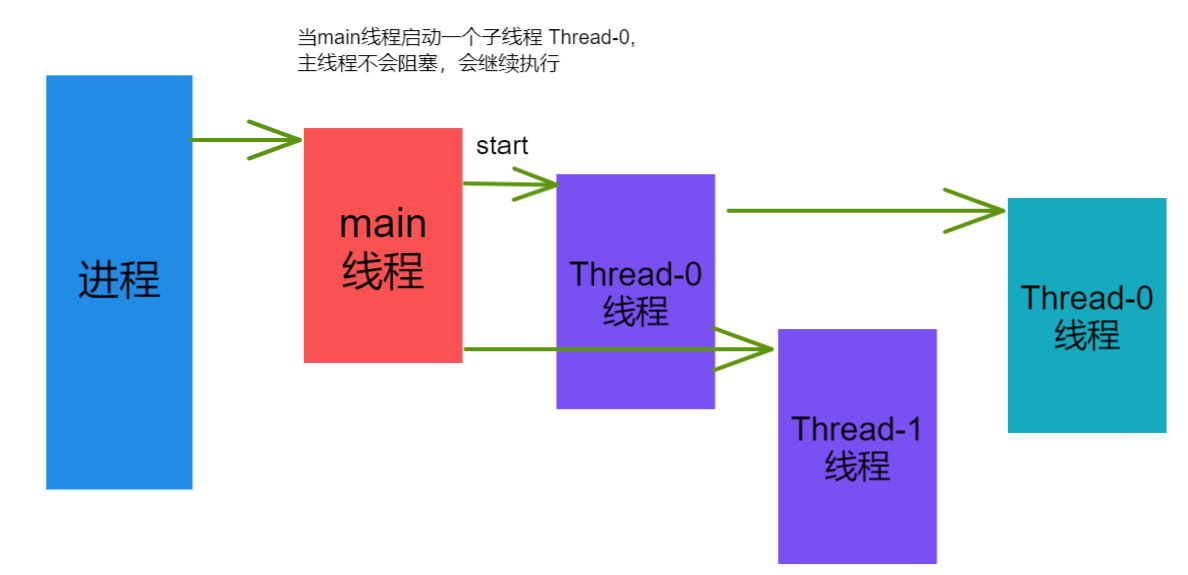 当main线程启动一个子线程 Thread-0,
主线程不会阻塞，会继续执行
进程
main
线程
start
Thread-0
线程
Thread-1
线程
Thread-0
线程